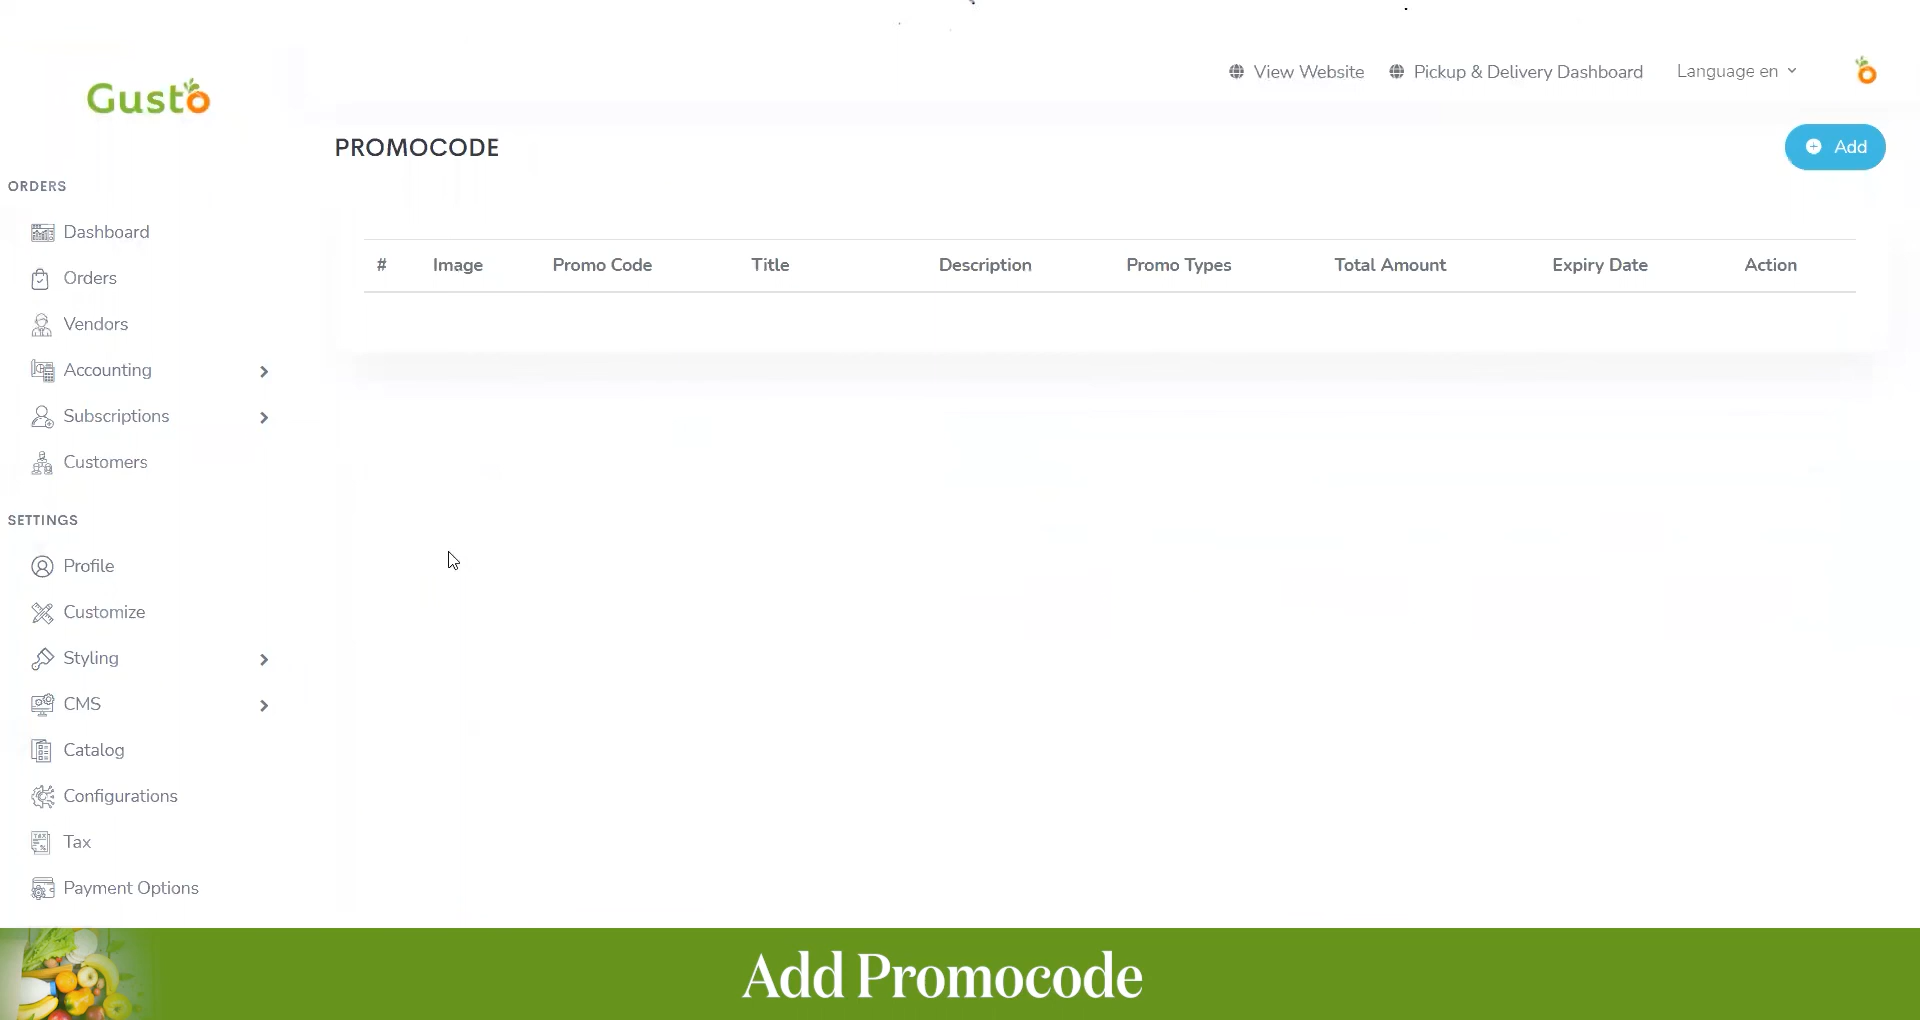 Gusto
View Website
Pickup & Delivery Dashboard
Language en
PROMOCODE
Add
ORDERS
Dashboard
Orders
Vendors
Accounting
Subscriptions
Customers
SETTINGS
Profile
Customize
Styling
CMS
Catalog
Configurations
Tax
Payment Options
# Image Promo Code Title Description Promo Types Total Amount Expiry Date Action
Add Promocode